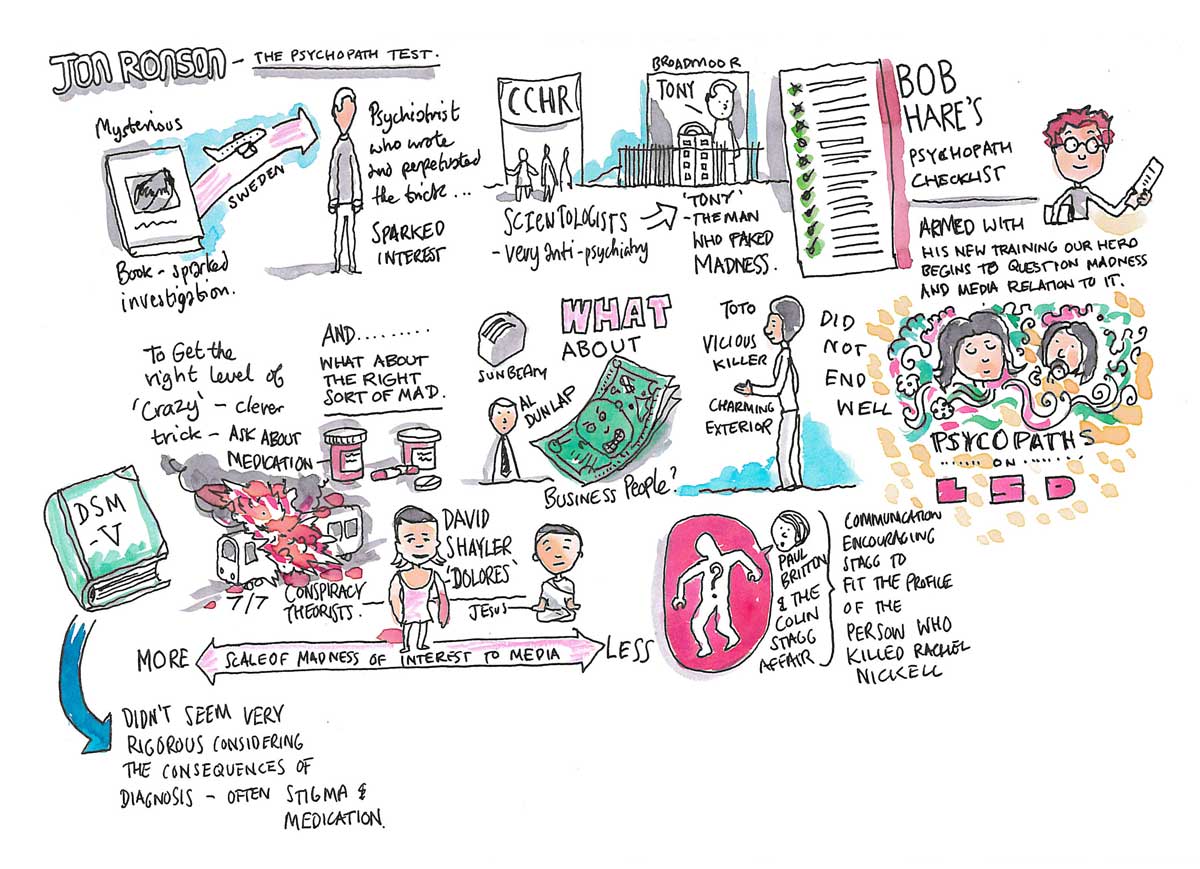 JON RONSON - THE PSYCHOPATH TEST.
Mysterious
SWEDEN
Book - sparked
investigation.
Psychiatrist
who wrote
and perpetuated
the trick...
SPARKED
INTEREST
CCHR
SCIENTOLOGISTS
- Very anti-psychiatry
BROADMOOR
TONY
'TONY'
- THE MAN
WHO FAKED
MADNESS.
BOB
HARE'S
PSYCHOPATH
CHECKLIST
ARMED WITH
HIS NEW TRAINING OUR HERO
BEGINS TO QUESTION MADNESS
AND MEDIA RELATION TO IT.
To Get the
right level of
'Crazy' - clever
trick - ASK ABOUT
MEDICATION
AND........
WHAT ABOUT
THE RIGHT
SORT OF MAD.
SUNBEAM
AL
DUNLAP
WHAT
ABOUT
BUSINESS PEOPLE?
TOTO
VICIOUS
KILLER
CHARMING
EXTERIOR
DID
NOT
END
WELL
PSYCOPATHS
...... ON .......
LSD
DSM
-V
7/7
CONSPIRACY
THEORISTS.
DAVID
SHAYLER
'DOLORES'
JESUS
MORE
SCALE OF MADNESS OF INTEREST TO MEDIA
LESS
?
PAUL
BRITTON
& THE
COLIN
STAGG
AFFAIR
COMMUNICATION
ENCOURAGING
STAGG TO
FIT THE PROFILE
OF THE
PERSON WHO
KILLED RACHEL
NICKELL
DIDN'T SEEM VERY
RIGOROUS CONSIDERING
THE CONSEQUENCES OF
DIAGNOSIS - OFTEN STIGMA &
MEDICATION.